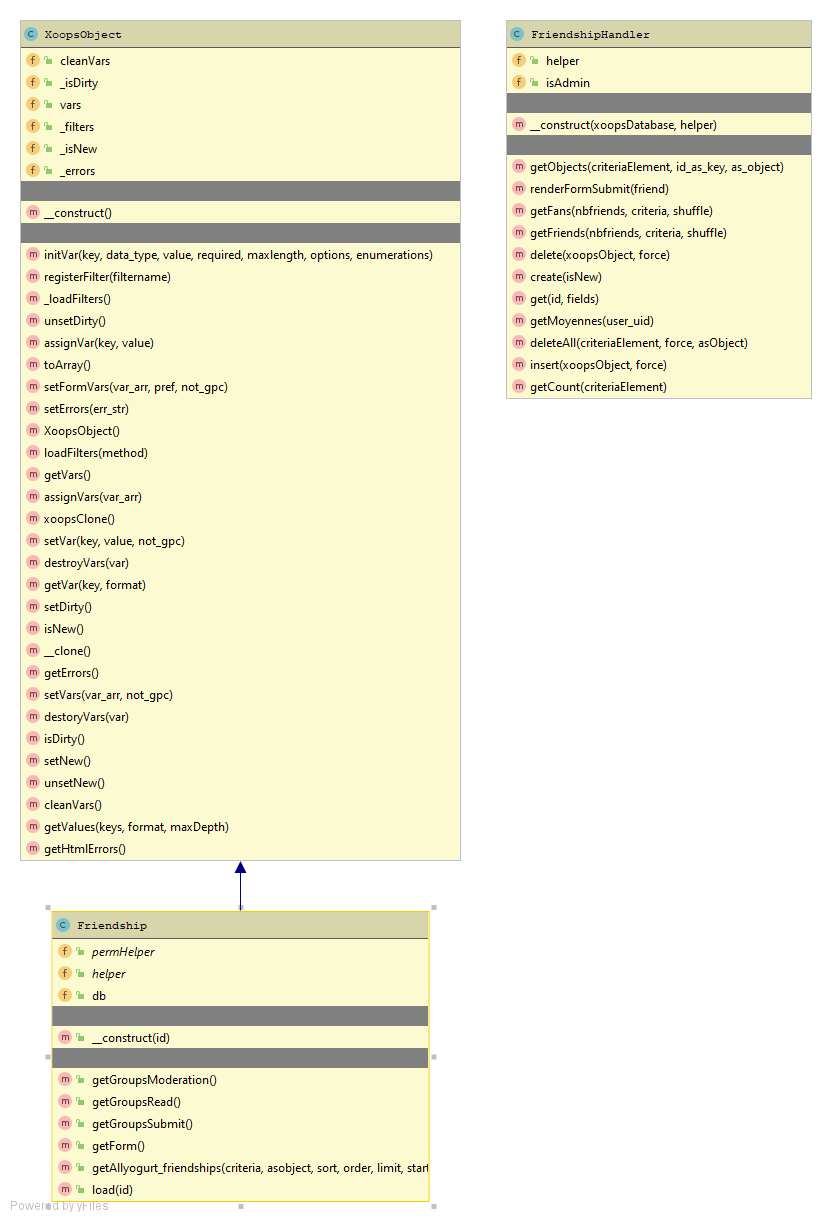 XoopsObject
cleanVars
_isDirty
vars
_filters
_isNew
_errors
__construct()
initVar(key, data_type, value, required, maxlength, options, enumerations)
registerFilter(filtername)
_loadFilters()
unsetDirty()
assignVar(key, value)
toArray()
setFormVars(var_arr, pref, not_gpc)
setErrors(err_str)
XoopsObject()
loadFilters(method)
getVars()
assignVars(var_arr)
xoopsClone()
setVar(key, value, not_gpc)
destroyVars(var)
getVar(key, format)
setDirty()
isNew()
__clone()
getErrors()
setVars(var_arr, not_gpc)
destoryVars(var)
isDirty()
setNew()
unsetNew()
cleanVars()
getValues(keys, format, maxDepth)
getHtmlErrors()
FriendshipHandler
helper
isAdmin
__construct(xoopsDatabase, helper)
getObjects(criteriaElement, id_as_key, as_object)
renderFormSubmit(friend)
getFans(nbfriends, criteria, shuffle)
getFriends(nbfriends, criteria, shuffle)
delete(xoopsObject, force)
create(isNew)
get(id, fields)
getMoyennes(user_uid)
deleteAll(criteriaElement, force, asObject)
insert(xoopsObject, force)
getCount(criteriaElement)
Friendship
permHelper
helper
db
__construct(id)
getGroupsModeration()
getGroupsRead()
getGroupsSubmit()
getForm()
getAllyogurt_friendships(criteria, asobject, sort, order, limit, start
load(id)
Powered by yFiles